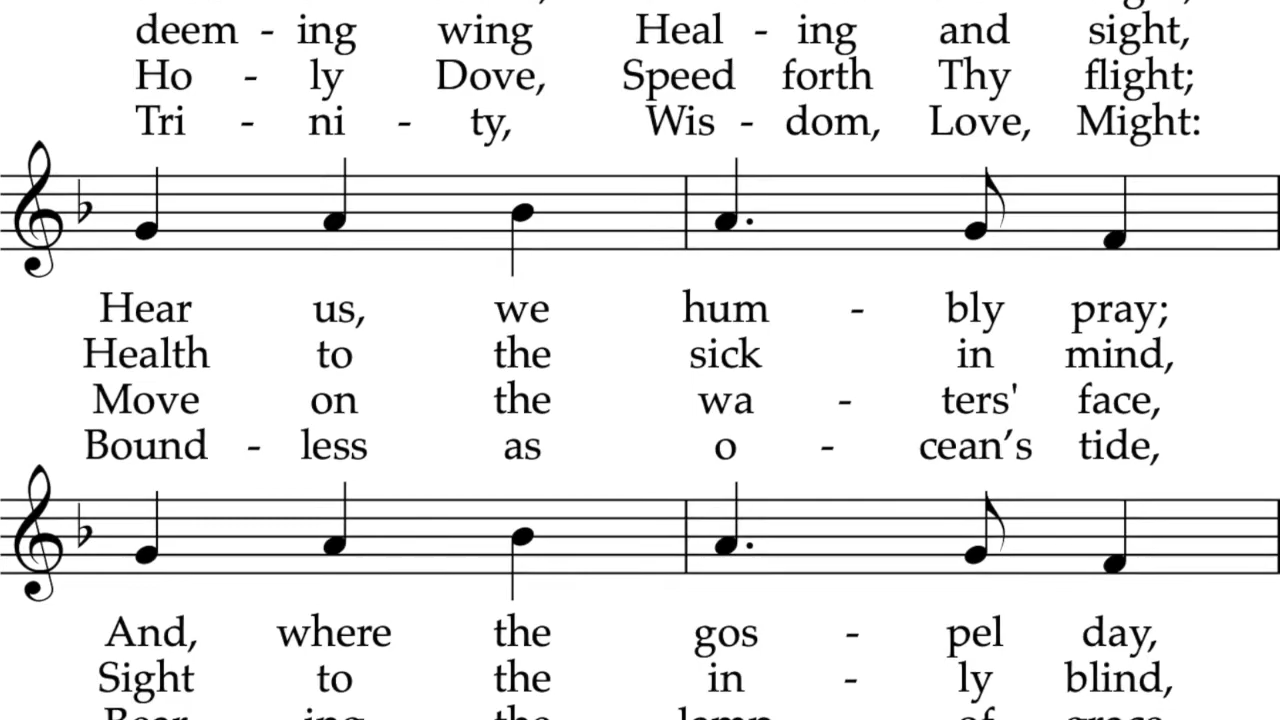 deem - ing wing Heal - ing and sight,
Ho - ly Dove, Speed forth Thy flight;
Tri - ni - ty, Wis - dom, Love, Might:
Hear us, we hum - bly pray;
Health to the sick in mind,
Move on the wa - ters' face,
Bound - less as o - cean's tide,
And, where the gos - pel day,
Sight to the in - ly blind,